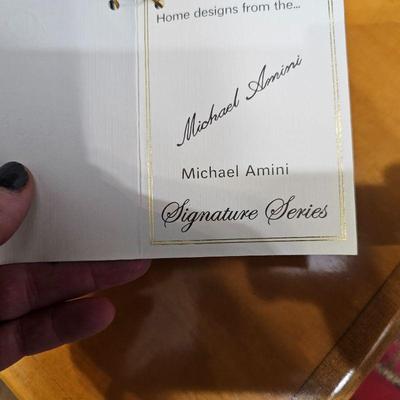 Home designs from the...
Michael Amini
Michael Amini
Signature Series